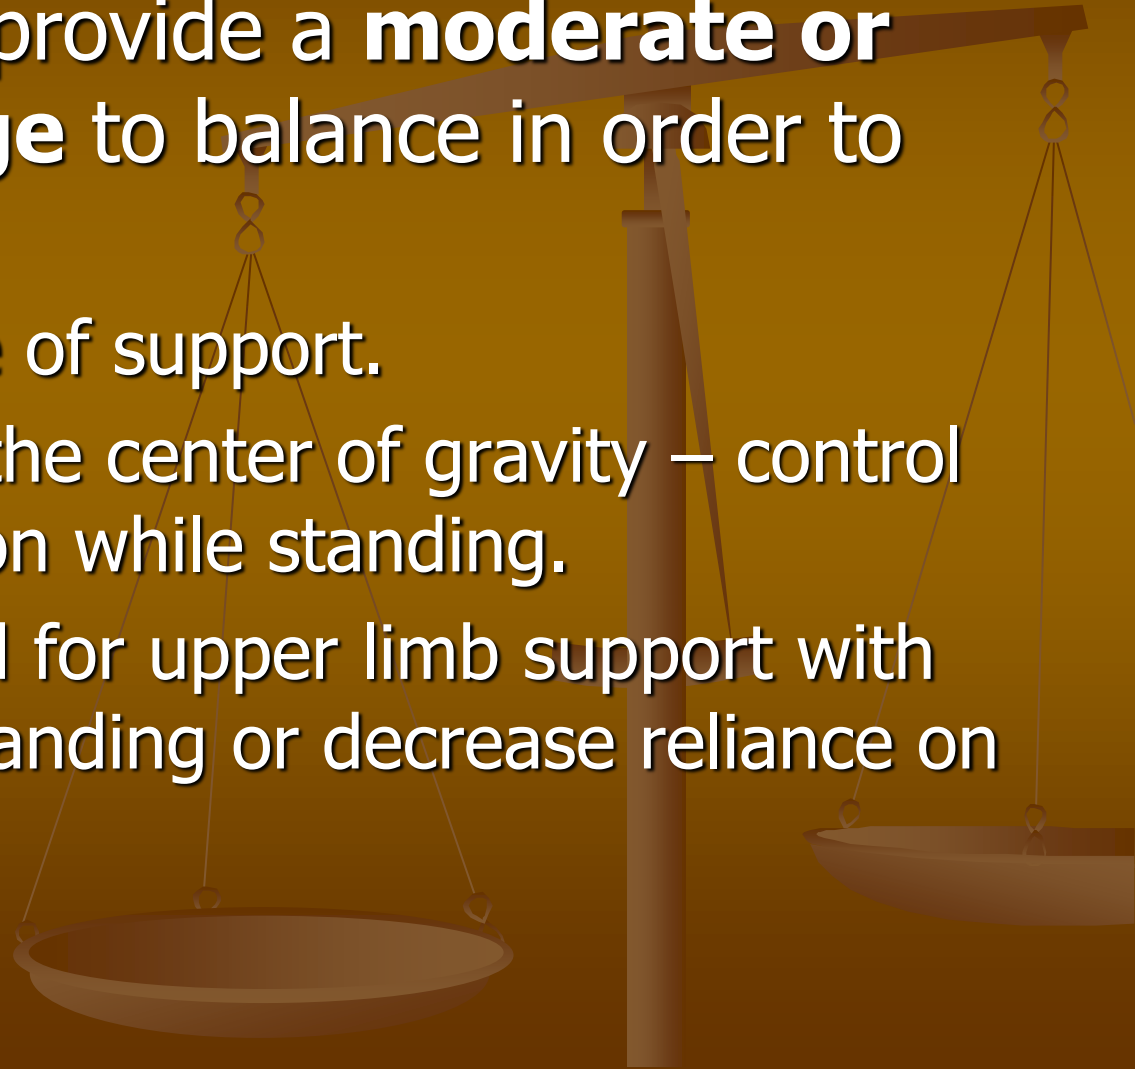 provide a moderate or
ge to balance in order to
of support.
the center of gravity – control
on while standing.
for upper limb support with
anding or decrease reliance on